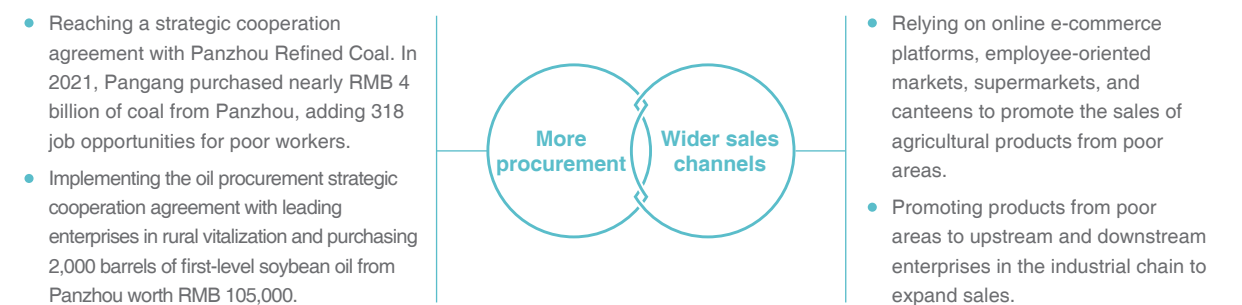 • Reaching a strategic cooperation
agreement with Panzhou Refined Coal. In
2021, Pangang purchased nearly RMB 4
billion of coal from Panzhou, adding 318
job opportunities for poor workers.
• Implementing the oil procurement strategic
cooperation agreement with leading
enterprises in rural vitalization and purchasing
2,000 barrels of first-level soybean oil from
Panzhou worth RMB 105,000.
More
procurement
Wider sales
channels
• Relying on online e-commerce
platforms, employee-oriented
markets, supermarkets, and
canteens to promote the sales of
agricultural products from poor
areas.
• Promoting products from poor
areas to upstream and downstream
enterprises in the industrial chain to
expand sales.